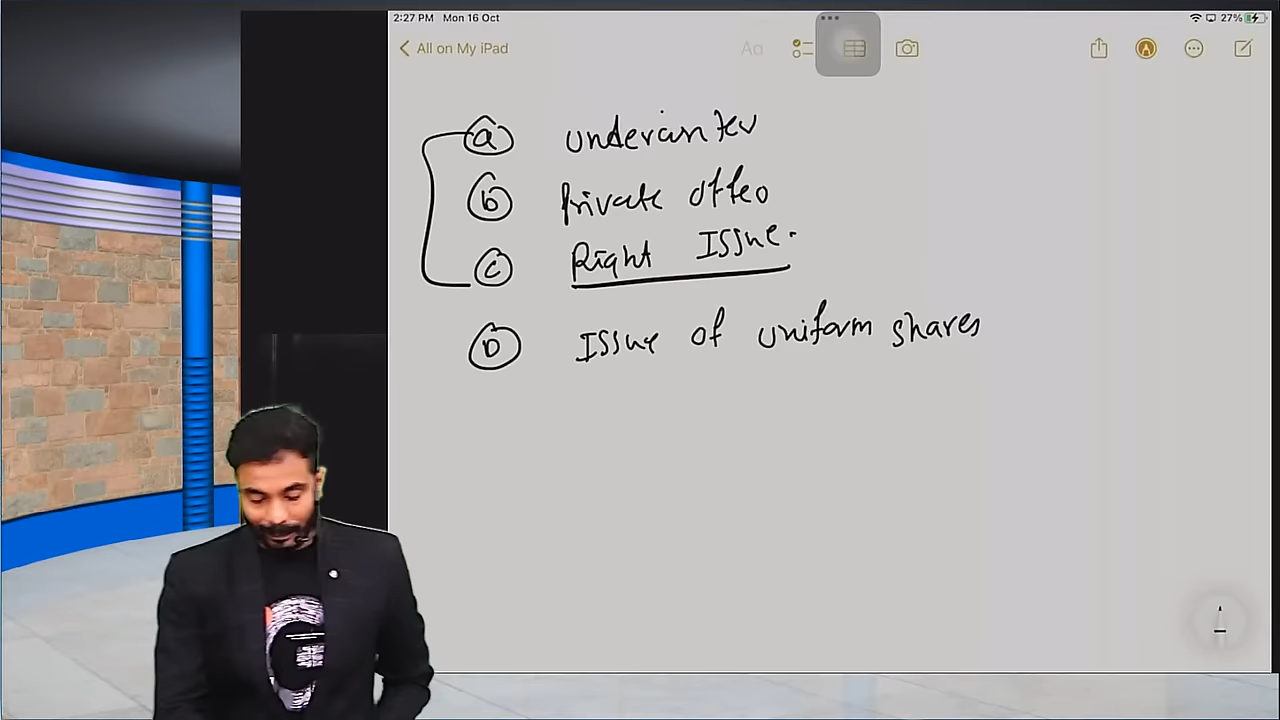 2:27 PM Mon 16 Oct
27%
All on My iPad
Aa
a underwriter
b Private offer
c Right Issue.
D Issue of uniform shares